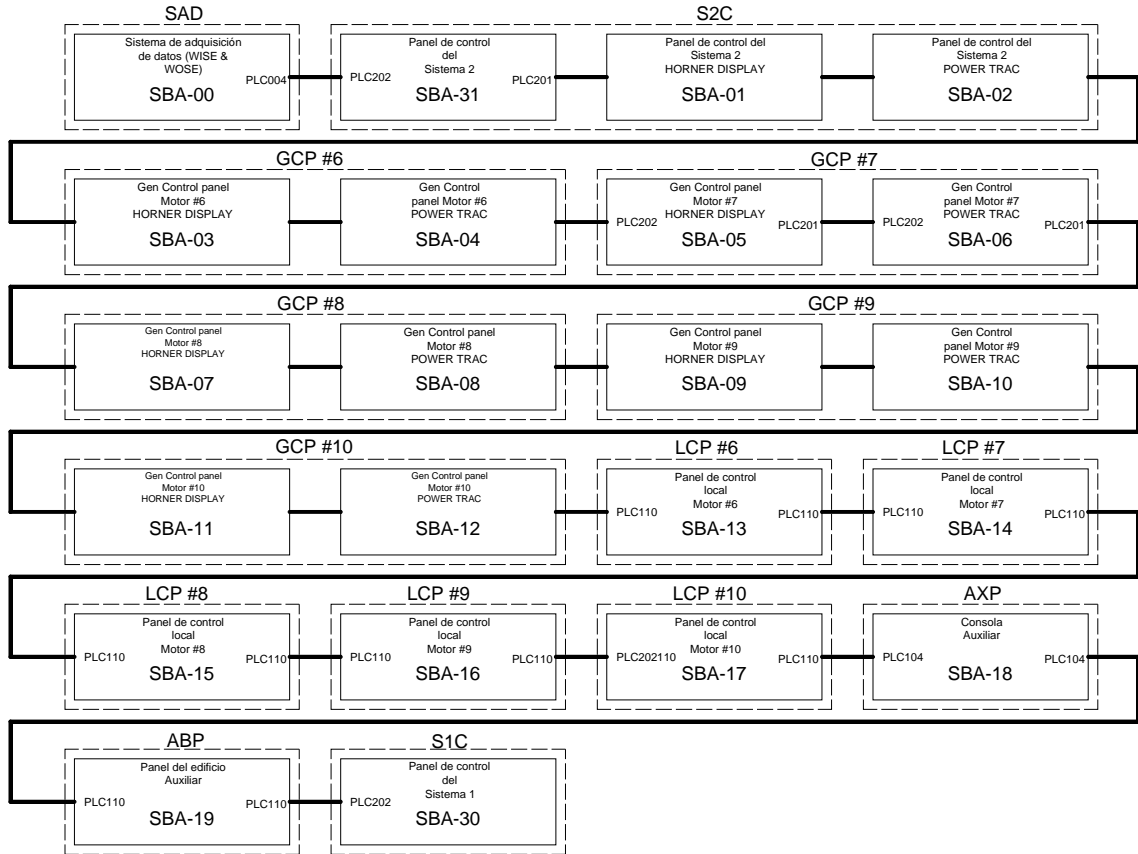 SAD
S2C
Sistema de adquisición
de datos (WISE &
WOSE)
PLC004
SBA-00
Panel de control
del
Sistema 2
PLC202
PLC201
SBA-31
Panel de control del
Sistema 2
HORNER DISPLAY
SBA-01
Panel de control del
Sistema 2
POWER TRAC
SBA-02
GCP #6
GCP #7
Gen Control panel
Motor #6
HORNER DISPLAY
SBA-03
Gen Control
panel Motor #6
POWER TRAC
SBA-04
Gen Control panel
Motor #7
HORNER DISPLAY
PLC202
PLC201
SBA-05
Gen Control
panel Motor #7
POWER TRAC
PLC202
PLC201
SBA-06
GCP #8
GCP #9
Gen Control panel
Motor #8
HORNER DISPLAY
SBA-07
Gen Control panel
Motor #8
POWER TRAC
SBA-08
Gen Control panel
Motor #9
HORNER DISPLAY
SBA-09
Gen Control
panel Motor #9
POWER TRAC
SBA-10
GCP #10
LCP #6
LCP #7
Gen Control panel
Motor #10
HORNER DISPLAY
SBA-11
Gen Control panel
Motor #10
POWER TRAC
SBA-12
Panel de control
local
Motor #6
PLC110
PLC110
SBA-13
Panel de control
local
Motor #7
PLC110
PLC110
SBA-14
LCP #8
LCP #9
LCP #10
AXP
Panel de control
local
Motor #8
PLC110
PLC110
SBA-15
Panel de control
local
Motor #9
PLC110
PLC110
SBA-16
Panel de control
local
Motor #10
PLC202110
PLC110
SBA-17
Consola
Auxiliar
PLC104
PLC104
SBA-18
ABP
S1C
Panel del edificio
Auxiliar
PLC110
PLC110
SBA-19
Panel de control
del
Sistema 1
PLC202
SBA-30